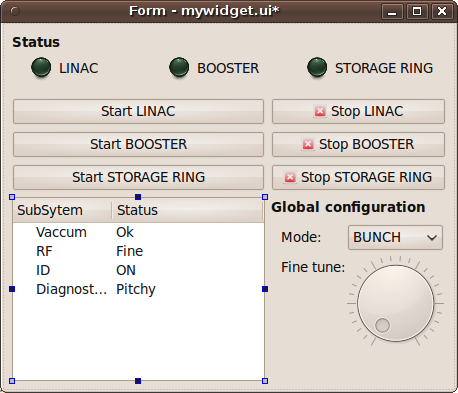 Form - mywidget.ui*
Status
LINAC BOOSTER STORAGE RING
Start LINAC Stop LINAC
Start BOOSTER Stop BOOSTER
Start STORAGE RING Stop STORAGE RING
SubSytem Status
Vaccum Ok
RF Fine
ID ON
Diagnost... Pitchy
Global configuration
Mode: BUNCH
Fine tune: